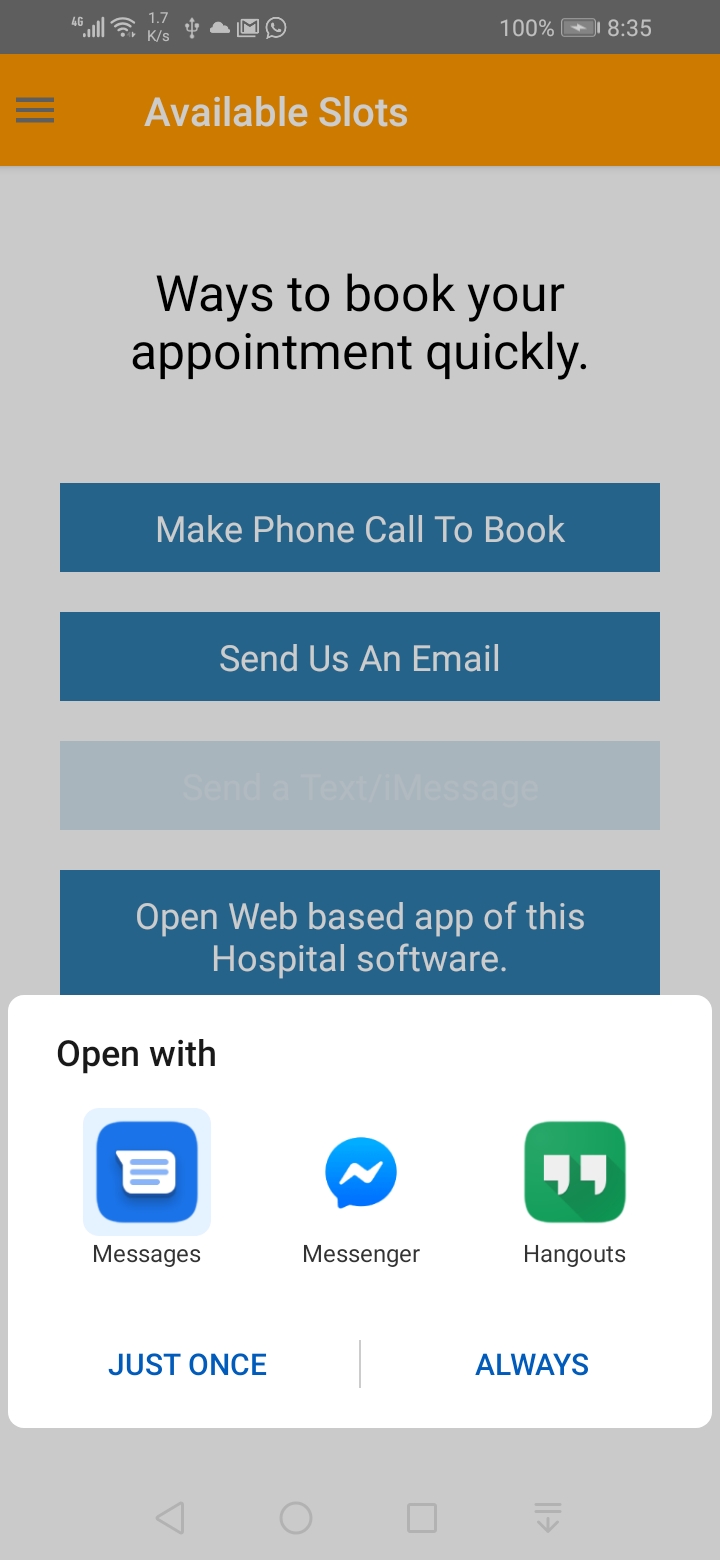 4G 1.7 K/s 100% 8:35
Available Slots
Ways to book your
appointment quickly.
Make Phone Call To Book
Send Us An Email
Send a Text/iMessage
Open Web based app of this
Hospital software.
Open with
Messages Messenger Hangouts
JUST ONCE ALWAYS